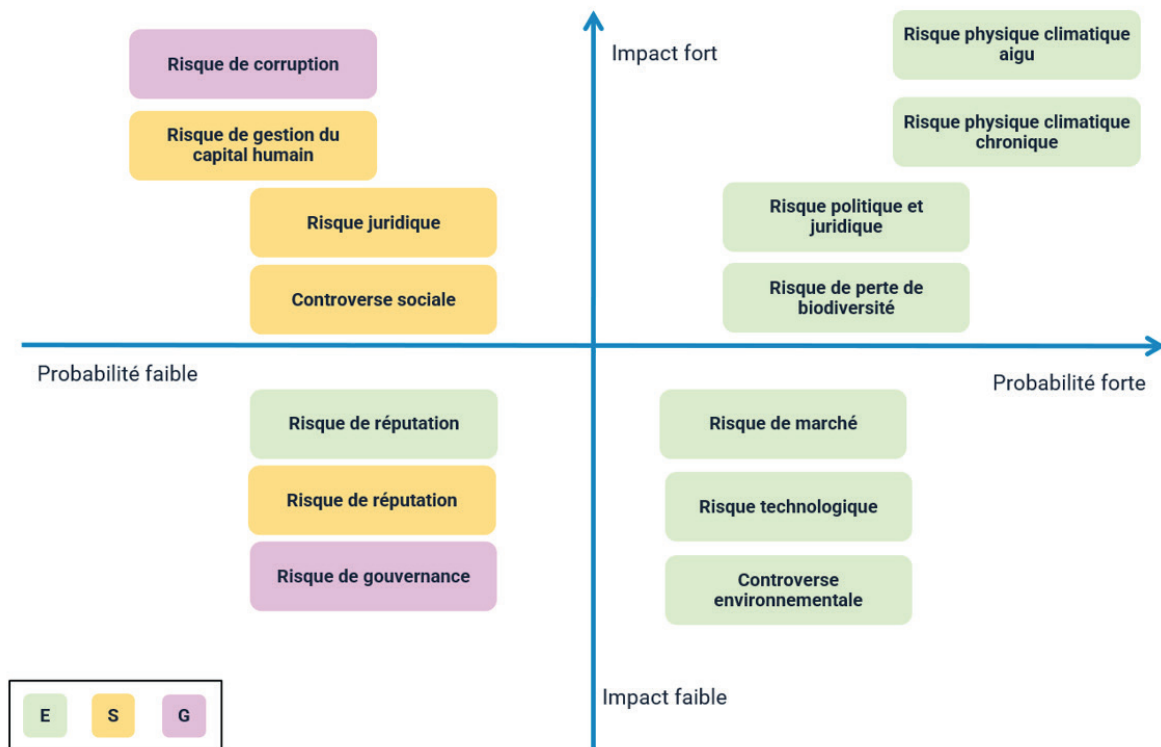 Risque de corruption
Impact fort
Risque physique climatique
aigu
Risque de gestion du
capital humain
Risque physique climatique
chronique
Risque juridique
Risque politique et
juridique
Controverse sociale
Risque de perte de
biodiversité
Probabilité faible
Probabilité forte
Risque de réputation
Risque de marché
Risque de réputation
Risque technologique
Risque de gouvernance
Controverse
environnementale
Impact faible
E S G